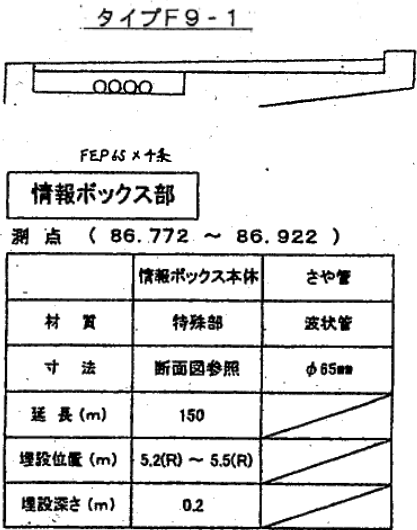 タイプF9-1
FEP65×4条
情報ボックス部
測 点 ( 86.772 ~ 86.922 )
情報ボックス本体 さや管
材 質 特殊部 波状管
寸 法 断面図参照 φ65mm
延 長 (m) 150
埋設位置 (m) 5.2(R) ~ 5.5(R)
埋設深さ (m) 0.2